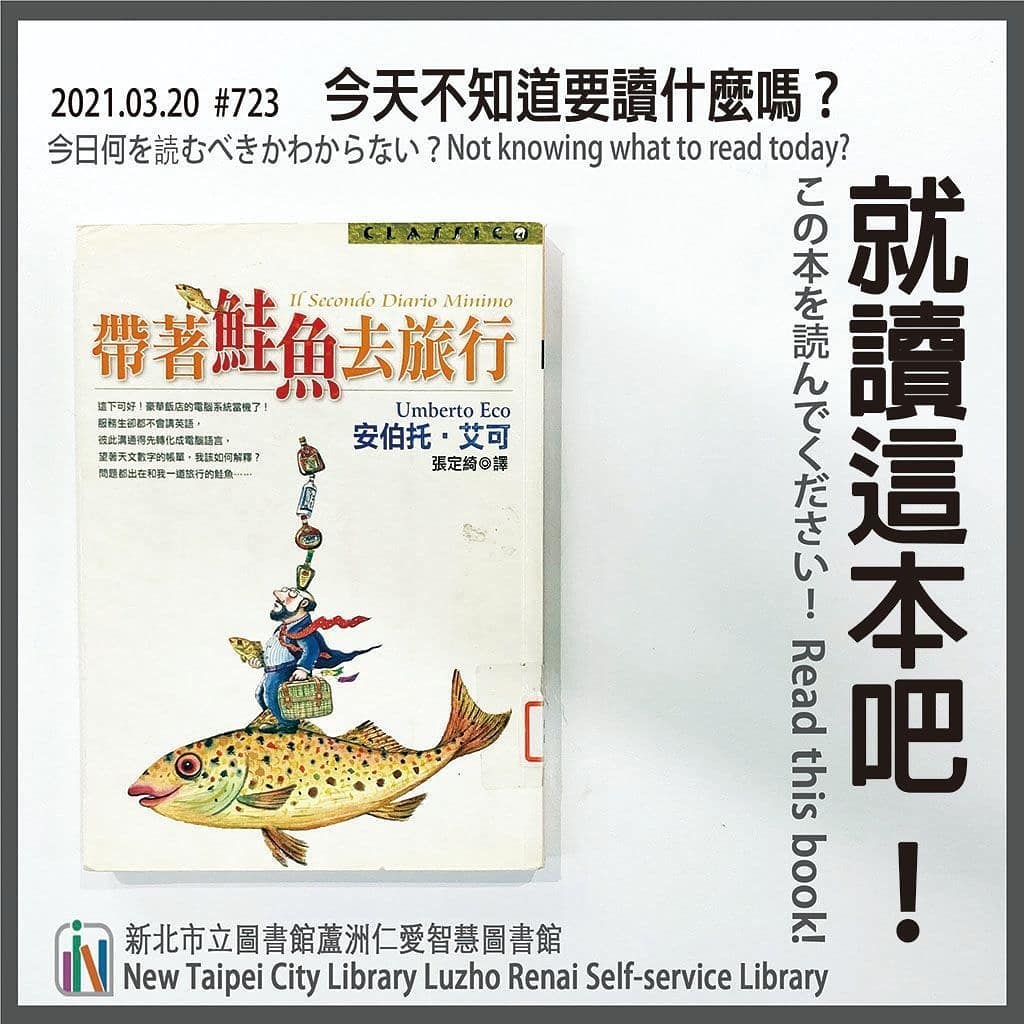 2021.03.20 #723 今天不知道要讀什麼嗎？
今日何を読むべきかわからない？Not knowing what to read today?
就讀這本吧！
この本を読んでください！ Read this book!
CLASSIC
Il Secondo Diario Minimo
帶著鮭魚去旅行
這下可好！豪華飯店的電腦系統當機了！
服務生卻都不會講英語，
彼此溝通得先轉化成電腦語言，
望著天文數字的帳單，我該如何解釋？
問題都出在和我一道旅行的鮭魚……
Umberto Eco
安伯托・艾可
張定綺◎譯
新北市立圖書館蘆洲仁愛智慧圖書館
New Taipei City Library Luzho Renai Self-service Library